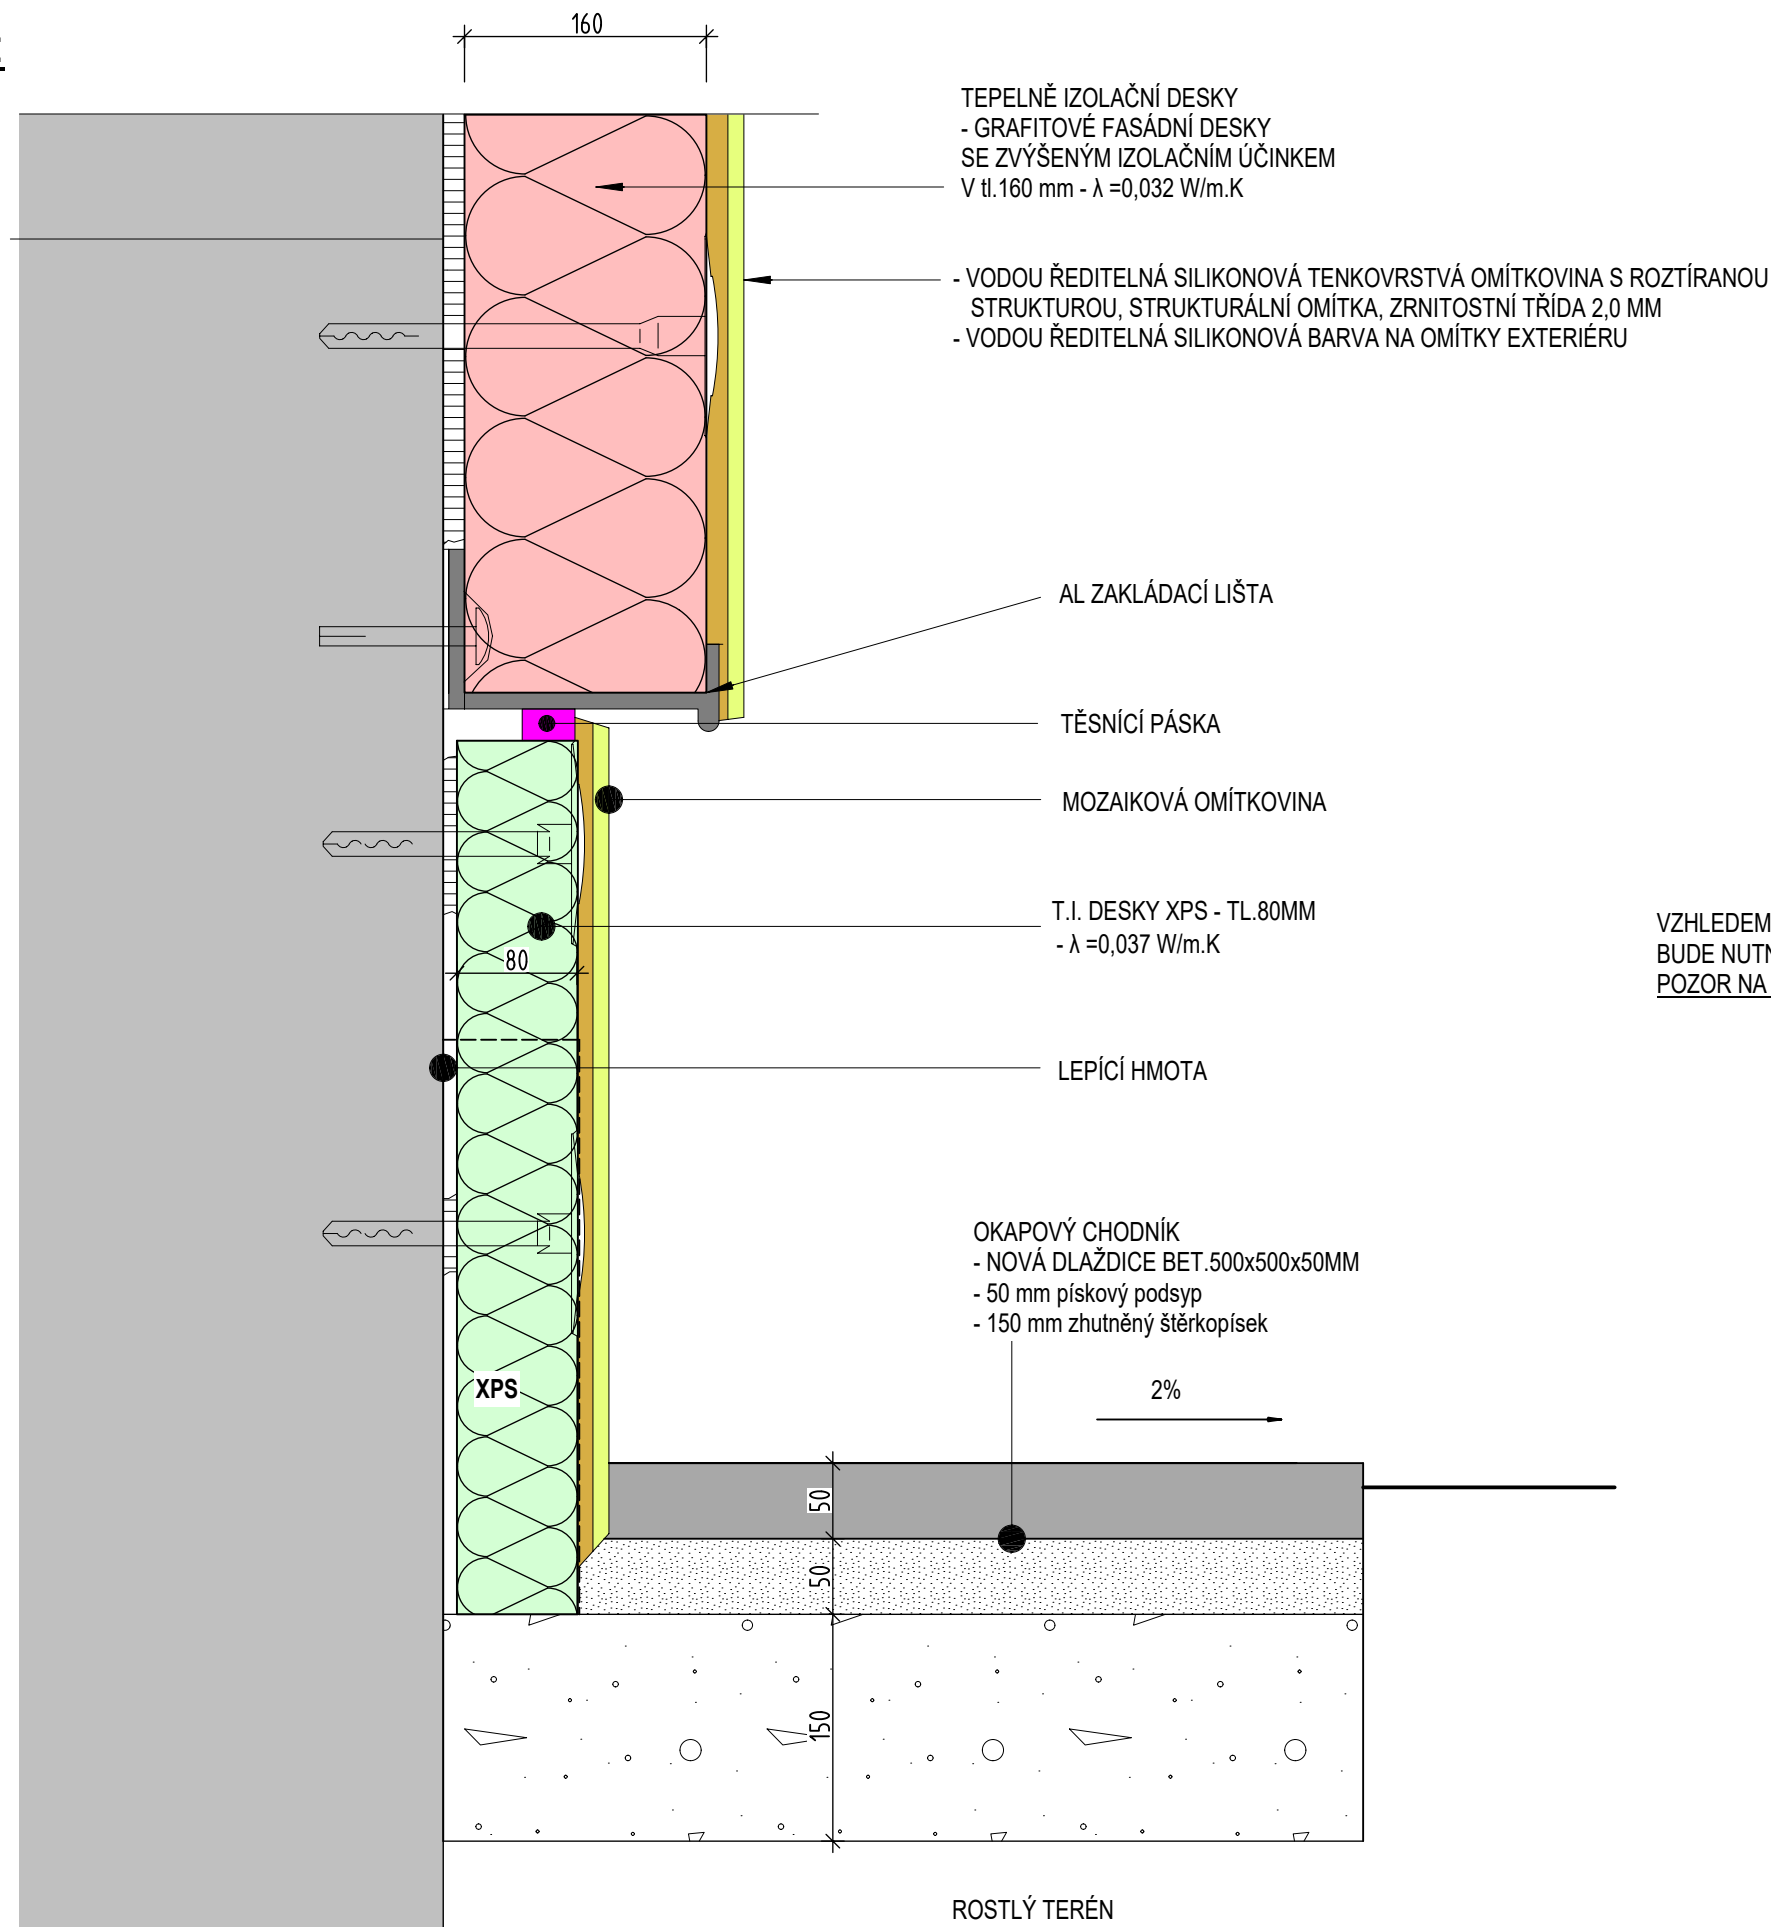 160
TEPELNĚ IZOLAČNÍ DESKY
- GRAFITOVÉ FASÁDNÍ DESKY
SE ZVÝŠENÝM IZOLAČNÍM ÚČINKEM
V tl.160 mm - λ =0,032 W/m.K
- VODOU ŘEDITELNÁ SILIKONOVÁ TENKOVRSTVÁ OMÍTKOVINA S ROZTÍRANOU
STRUKTUROU, STRUKTURÁLNÍ OMÍTKA, ZRNITOSTNÍ TŘÍDA 2,0 MM
- VODOU ŘEDITELNÁ SILIKONOVÁ BARVA NA OMÍTKY EXTERIÉRU
AL ZAKLÁDACÍ LIŠTA
TĚSNÍCÍ PÁSKA
MOZAIKOVÁ OMÍTKOVINA
T.I. DESKY XPS - TL.80MM
- λ =0,037 W/m.K
80
VZHLEDEM
BUDE
POZOR NA
LEPÍCÍ HMOTA
OKAPOVÝ CHODNÍK
- NOVÁ DLAŽDICE BET.500x500x50MM
- 50 mm pískový podsyp
- 150 mm zhutněný štěrkopísek
XPS
2%
50
50
150
ROSTLÝ TERÉN